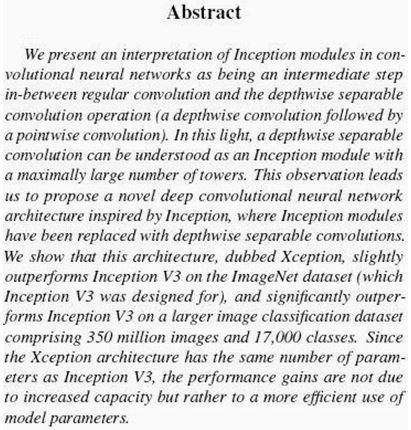 Abstract
We present an interpretation of Inception modules in con-
volutional neural networks as being an intermediate step
in-between regular convolution and the depthwise separable
convolution operation (a depthwise convolution followed by
a pointwise convolution). In this light, a depthwise separable
convolution can be understood as an Inception module with
a maximally large number of towers. This observation leads
us to propose a novel deep convolutional neural network
architecture inspired by Inception, where Inception modules
have been replaced with depthwise separable convolutions.
We show that this architecture, dubbed Xception, slightly
outperforms Inception V3 on the ImageNet dataset (which
Inception V3 was designed for), and significantly outper-
forms Inception V3 on a larger image classification dataset
comprising 350 million images and 17,000 classes. Since
the Xception architecture has the same number of param-
eters as Inception V3, the performance gains are not due
to increased capacity but rather to a more efficient use of
model parameters.